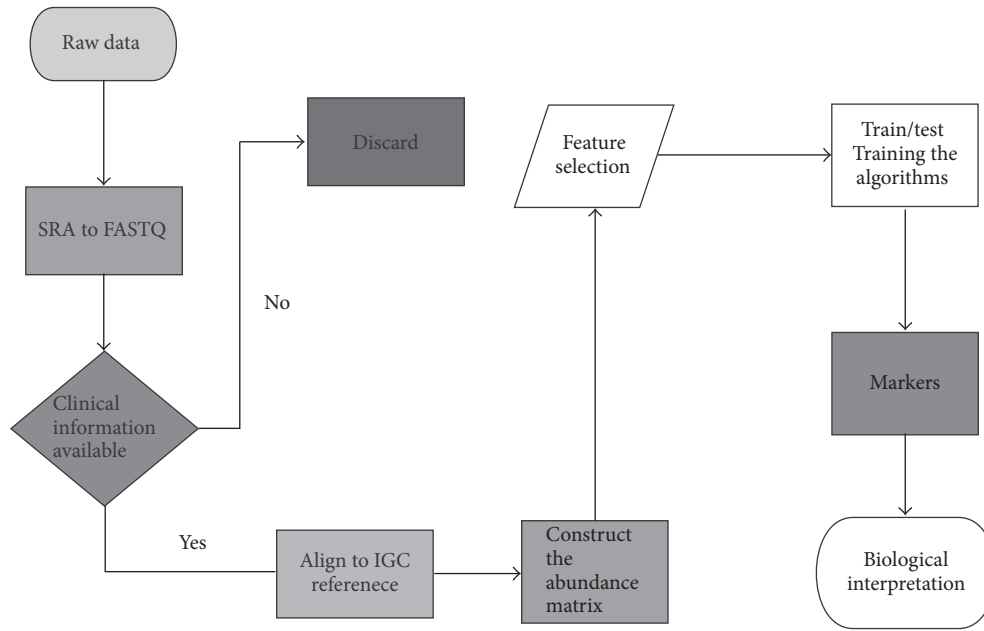 Raw data
SRA to FASTQ
Clinical
information
available
No
Discard
Yes
Align to IGC
referenece
Construct
the
abundance
matrix
Feature
selection
Train/test
Training the
algorithms
Markers
Biological
interpretation